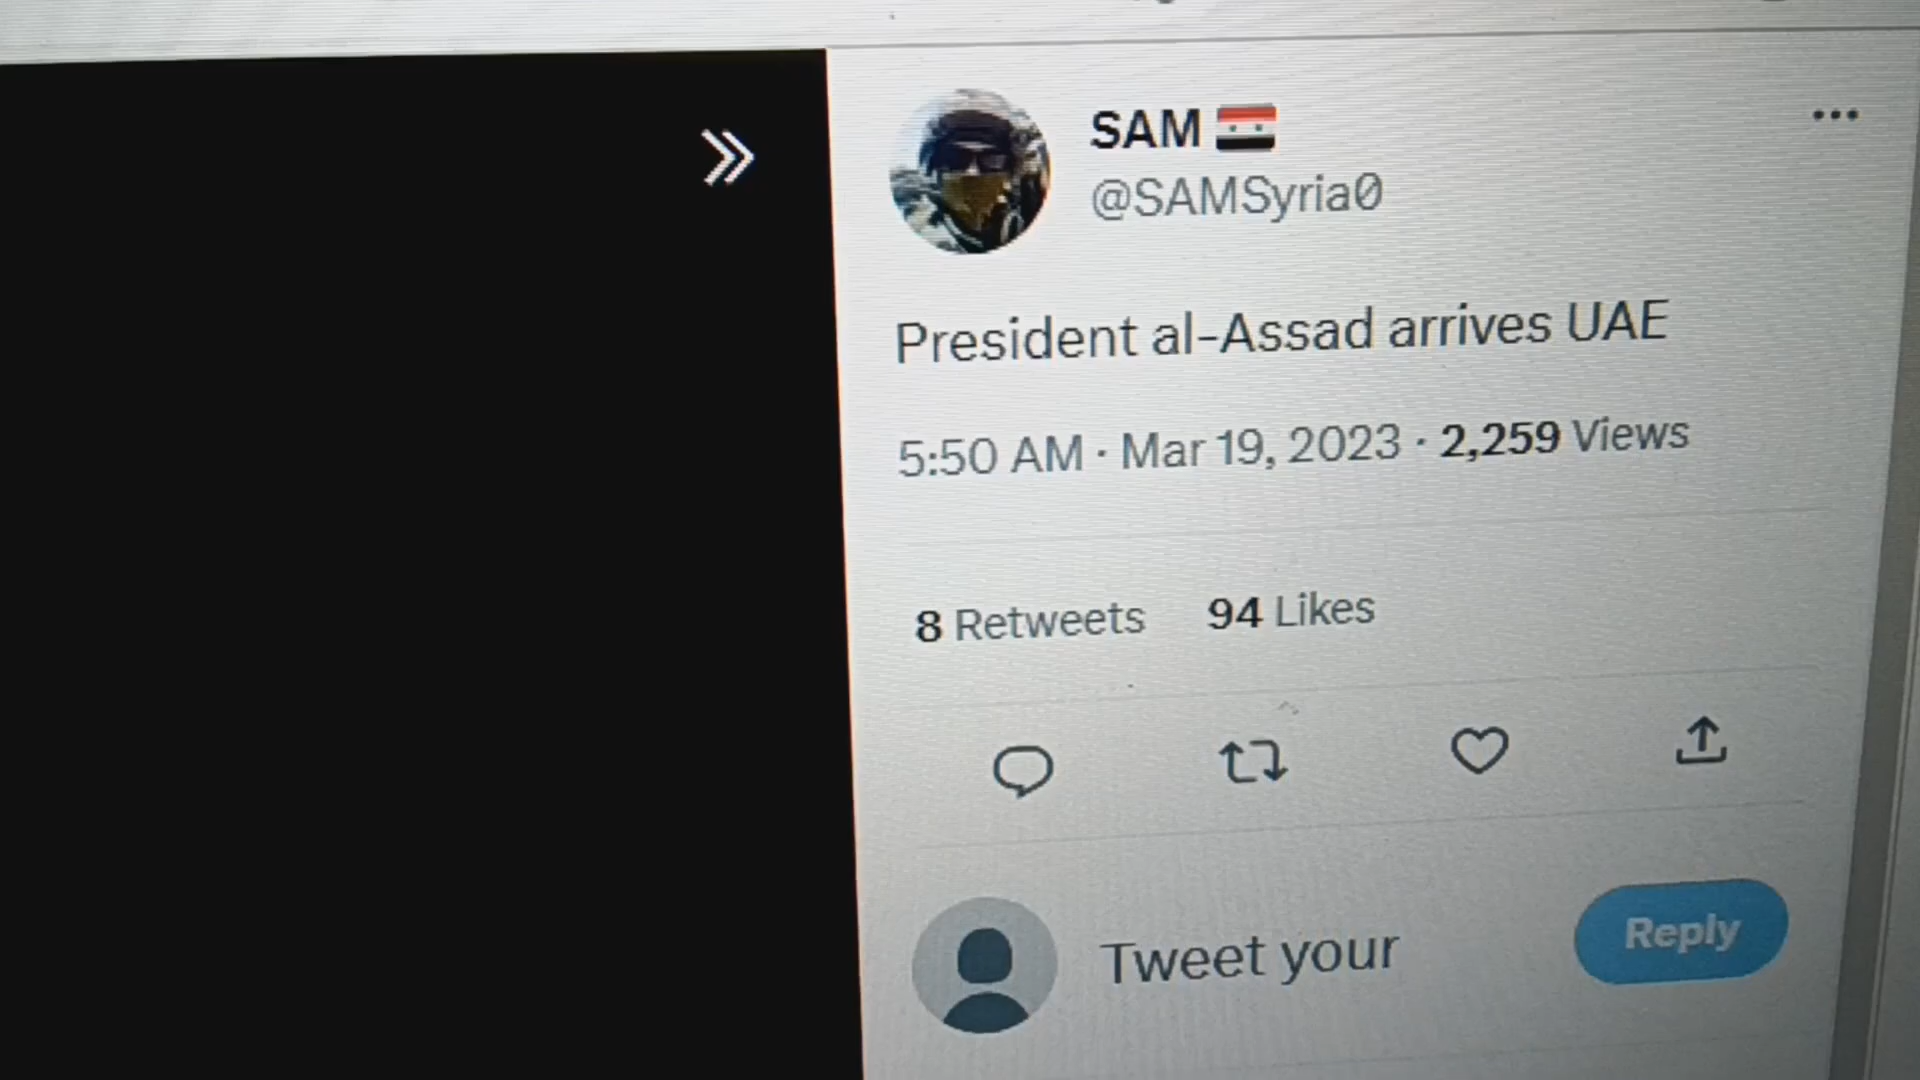 SAM 🇸🇾
@SAMSyria0
President al-Assad arrives UAE
5:50 AM · Mar 19, 2023 · 2,259 Views
8 Retweets 94 Likes
Tweet your
Reply